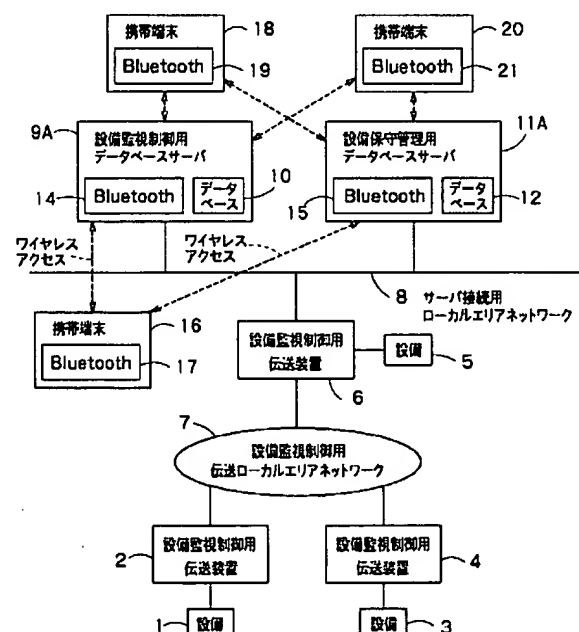 18
携帯端末
Bluetooth
19
20
携帯端末
Bluetooth
21
9A
設備監視制御用
データベースサーバ
14
Bluetooth
データ
ベース
10
11A
設備保守管理用
データベースサーバ
15
Bluetooth
データ
ベース
12
ワイヤレス
アクセス
ワイヤレス
アクセス
8
サーバ接続用
ローカルエリアネットワーク
携帯端末
16
Bluetooth
17
設備監視制御用
伝送装置
6
設備
5
7
設備監視制御用
伝送ローカルエリアネットワーク
2
設備監視制御用
伝送装置
設備監視制御用
伝送装置
4
1
設備
設備
3